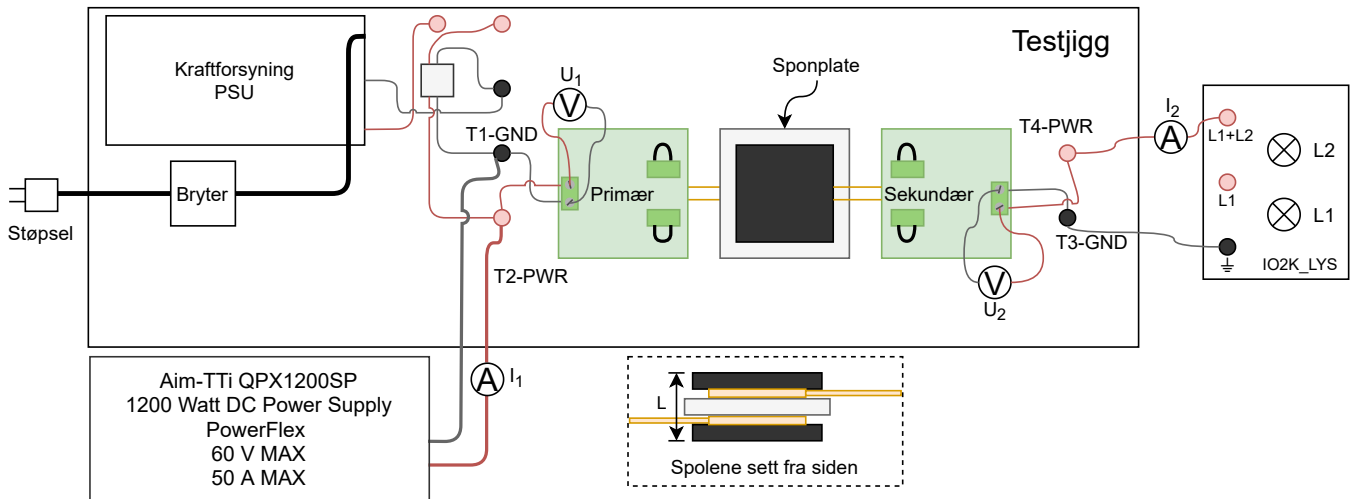 Testjigg
Kraftforsyning
PSU
Sponplate
U1
V
T1-GND
T4-PWR
I2
A
L1+L2
L2
Bryter
Primær
Sekundær
L1
L1
Støpsel
T2-PWR
T3-GND
IO2K_LYS
V
U2
Aim-TTi QPX1200SP
1200 Watt DC Power Supply
PowerFlex
60 V MAX
50 A MAX
A
I1
L
Spolene sett fra siden